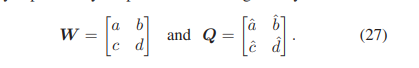 W = [a b; c d] and Q = [â b̂; ĉ d̂]. (27)